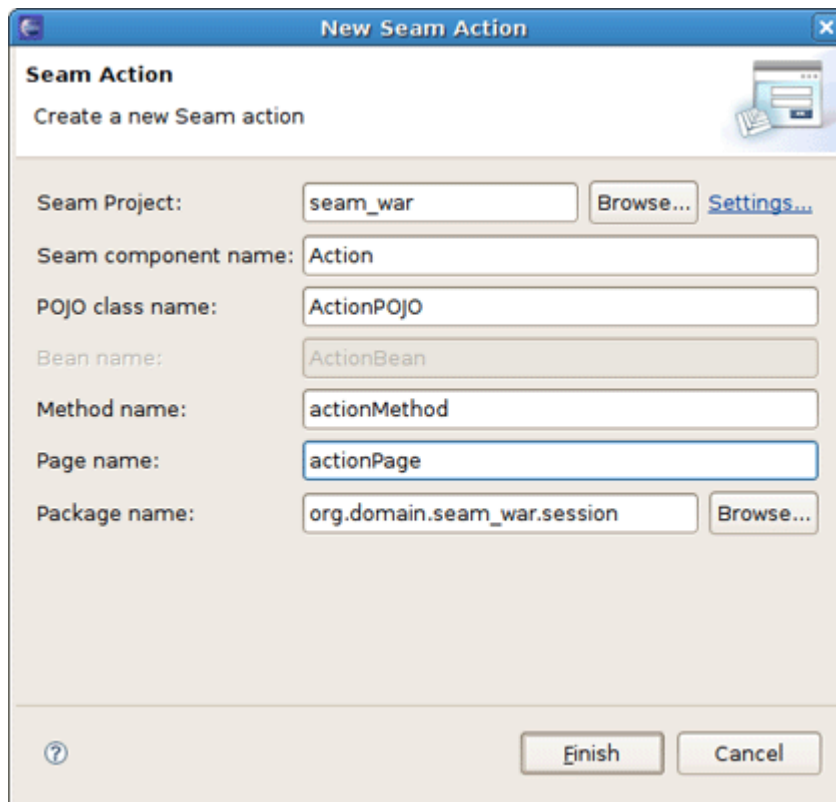 New Seam Action
Seam Action
Create a new Seam action
Seam Project: seam_war Browse... Settings...
Seam component name: Action
POJO class name: ActionPOJO
Bean name: ActionBean
Method name: actionMethod
Page name: actionPage
Package name: org.domain.seam_war.session Browse...
? Finish Cancel